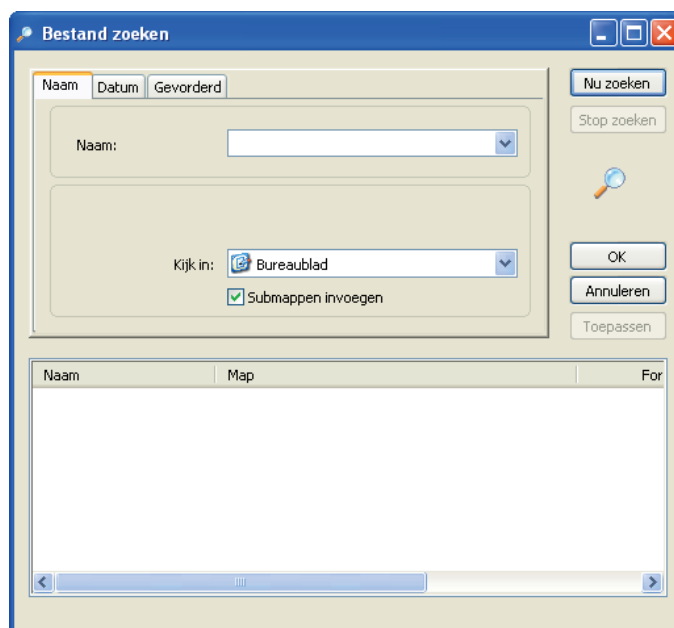 Bestand zoeken
Naam Datum Gevorderd
Naam:
Kijk in: Bureaublad
Submappen invoegen
Nu zoeken
Stop zoeken
OK
Annuleren
Toepassen
Naam Map For